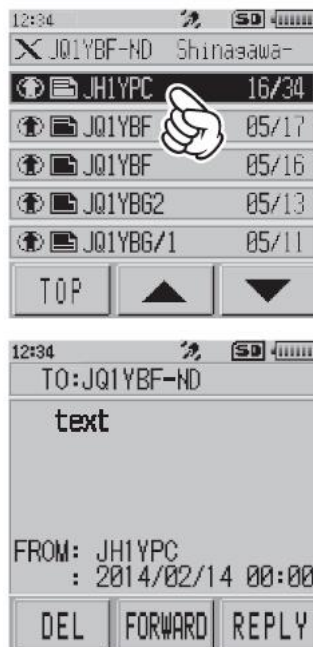 12:34 SD
X JQ1YBF-ND Shinagawa-
JH1YPC 16/34
JQ1YBF 05/17
JQ1YBF 05/16
JQ1YBG2 05/13
JQ1YBG/1 05/11
TOP
12:34 SD
TO:JQ1YBF-ND
text
FROM: JH1YPC
: 2014/02/14 00:00
DEL FORWARD REPLY